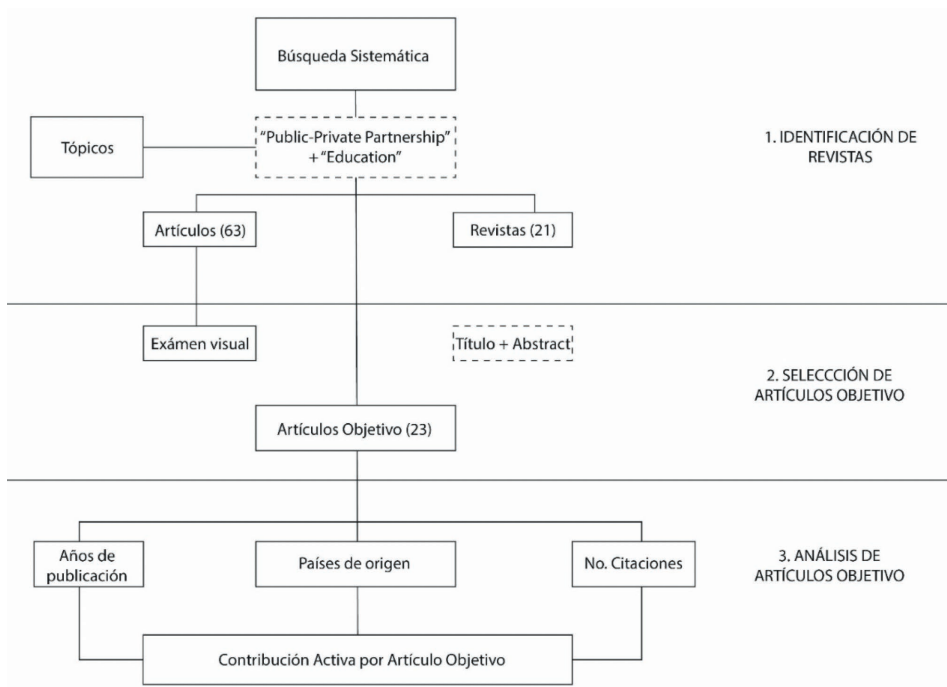 Búsqueda Sistemática
Tópicos
“Public-Private Partnership”
+ “Education”
1. IDENTIFICACIÓN DE
REVISTAS
Artículos (63)
Revistas (21)
Exámen visual
Título + Abstract
2. SELECCCIÓN DE
ARTÍCULOS OBJETIVO
Artículos Objetivo (23)
Años de
publicación
Países de origen
No. Citaciones
3. ANÁLISIS DE
ARTÍCULOS OBJETIVO
Contribución Activa por Artículo Objetivo